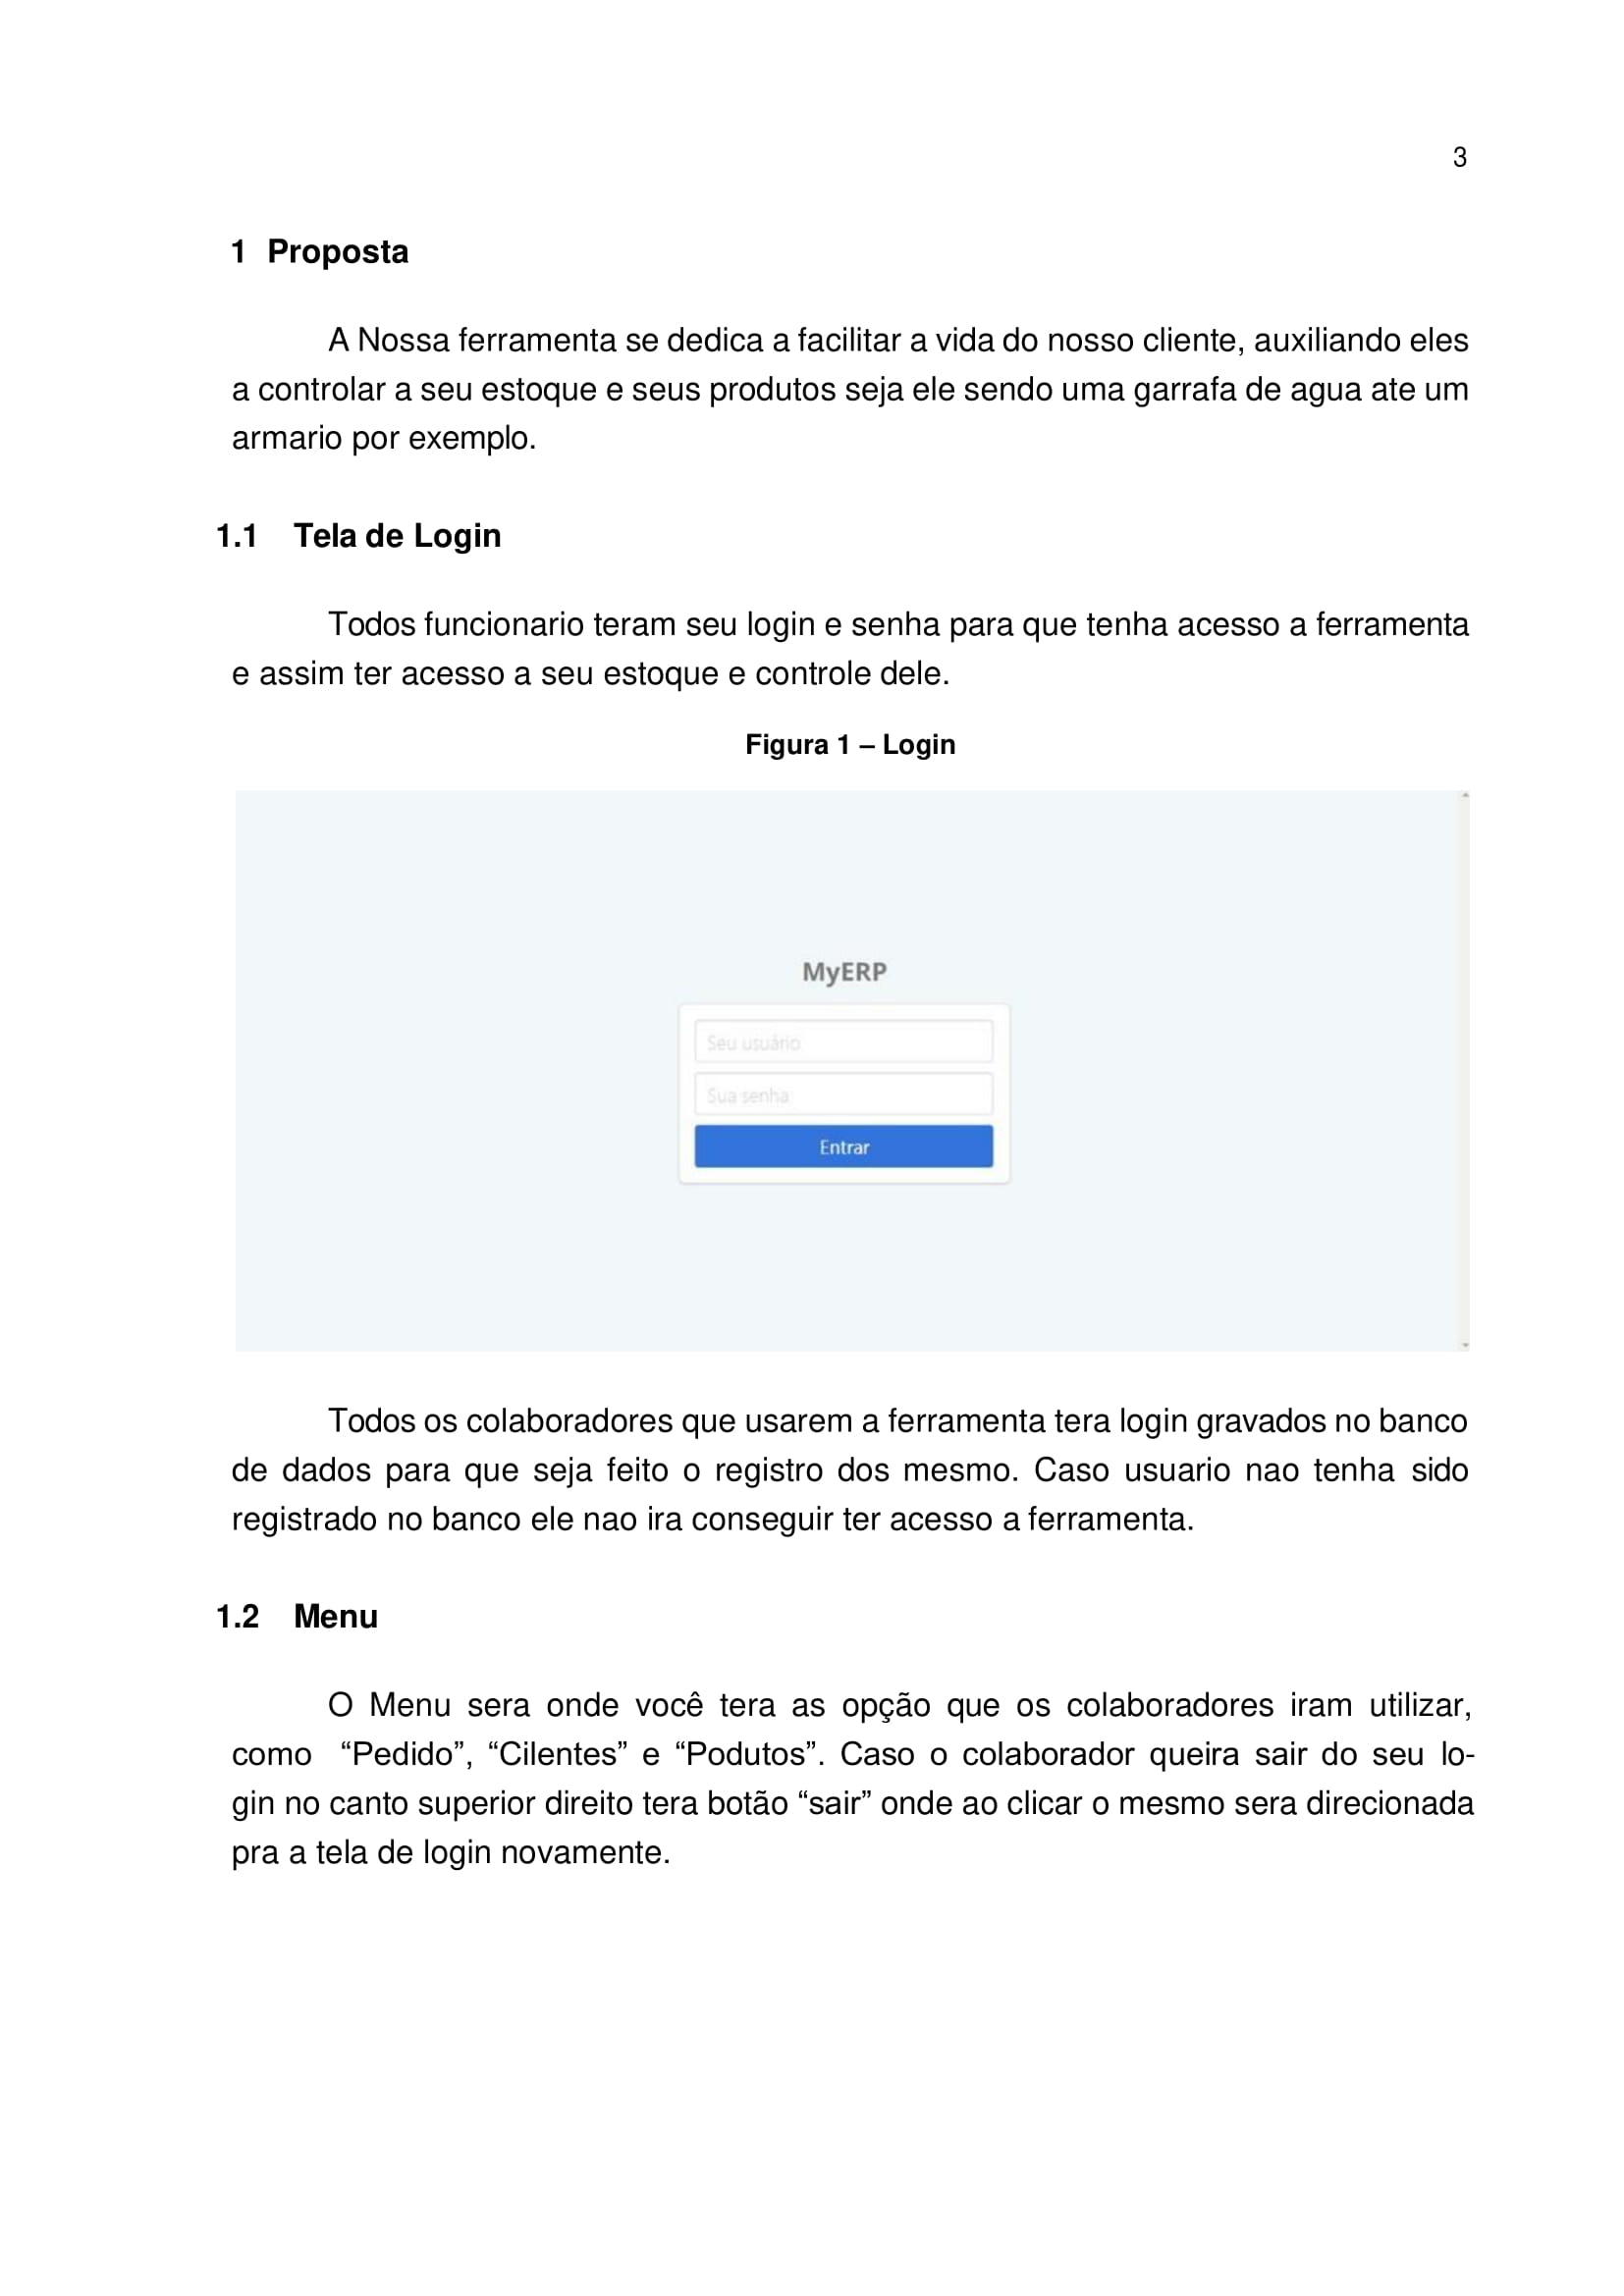 3
1 Proposta
A Nossa ferramenta se dedica a facilitar a vida do nosso cliente, auxiliando eles
a controlar a seu estoque e seus produtos seja ele sendo uma garrafa de agua ate um
armario por exemplo.
1.1 Tela de Login
Todos funcionario teram seu login e senha para que tenha acesso a ferramenta
e assim ter acesso a seu estoque e controle dele.
Figura 1 – Login
MyERP
Seu usuário
Sua senha
Entrar
Todos os colaboradores que usarem a ferramenta tera login gravados no banco
de dados para que seja feito o registro dos mesmo. Caso usuario nao tenha sido
registrado no banco ele nao ira conseguir ter acesso a ferramenta.
1.2 Menu
O Menu sera onde você tera as opção que os colaboradores iram utilizar,
como “Pedido”, “Cilentes” e “Podutos”. Caso o colaborador queira sair do seu lo-
gin no canto superior direito tera botão “sair” onde ao clicar o mesmo sera direcionada
pra a tela de login novamente.